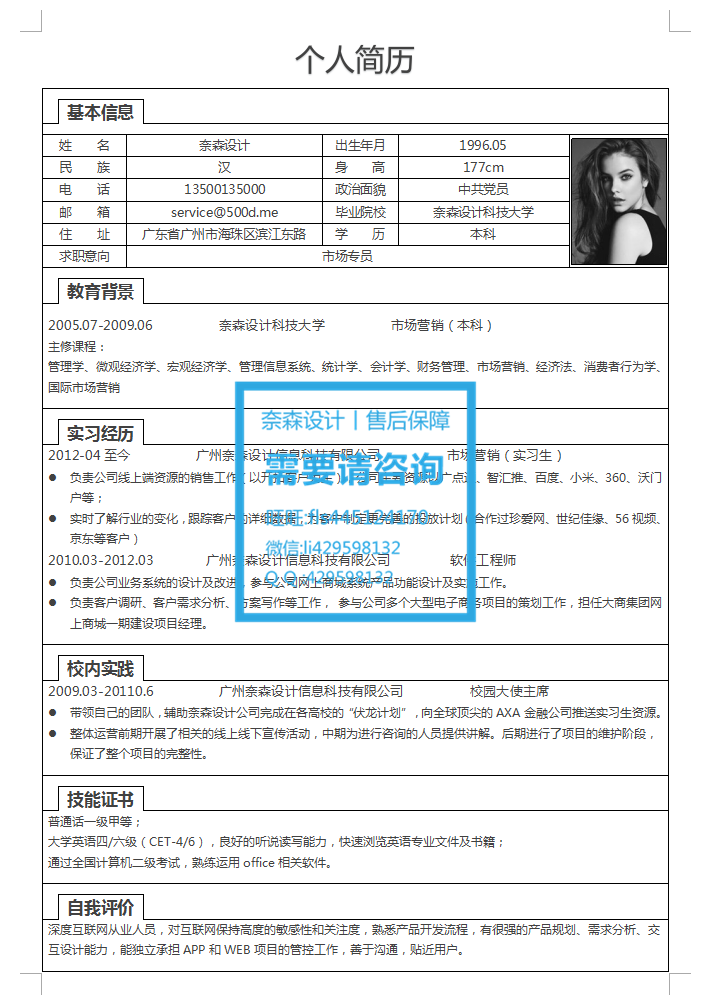 个人简历
基本信息
姓 名 奈森设计 出生年月 1996.05
民 族 汉 身 高 177cm
电 话 13500135000 政治面貌 中共党员
邮 箱 service@500d.me 毕业院校 奈森设计科技大学
住 址 广东省广州市海珠区滨江东路 学 历 本科
求职意向 市场专员
教育背景
2005.07-2009.06 奈森设计科技大学 市场营销（本科）
主修课程：
管理学、微观经济学、宏观经济学、管理信息系统、统计学、会计学、财务管理、市场营销、经济法、消费者行为学、
国际市场营销
奈森设计丨售后保障
实习经历
2012-04 至今 广州奈森设计信息科技有限公司 市场营销（实习生）
需要请咨询
● 负责公司线上端资源的销售工作（以开拓客户为主），公司主要资源以广点通、智汇推、百度、小米、360、沃门
户等；
● 实时了解行业的变化，跟踪客户的详细数据，为客户制定更完善的投放计划（合作过珍爱网、世纪佳缘、56 视频、
京东等客户）
微信:li429598132
2010.03-2012.03 广州奈森设计信息科技有限公司 软件工程师
Q Q :429598132
● 负责公司业务系统的设计及改进，参与公司网上商城系统产品功能设计及实施工作。
● 负责客户调研、客户需求分析、方案写作等工作， 参与公司多个大型电子商务项目的策划工作，担任大商集团网
上商城一期建设项目经理。
校内实践
2009.03-20110.6 广州奈森设计信息科技有限公司 校园大使主席
● 带领自己的团队，辅助奈森设计公司完成在各高校的“伏龙计划”，向全球顶尖的 AXA 金融公司推送实习生资源。
● 整体运营前期开展了相关的线上线下宣传活动，中期为进行咨询的人员提供讲解。后期进行了项目的维护阶段，
保证了整个项目的完整性。
技能证书
普通话一级甲等；
大学英语四/六级（CET-4/6），良好的听说读写能力，快速浏览英语专业文件及书籍；
通过全国计算机二级考试，熟练运用 office 相关软件。
自我评价
深度互联网从业人员，对互联网保持高度的敏感性和关注度，熟悉产品开发流程，有很强的产品规划、需求分析、交
互设计能力，能独立承担 APP 和 WEB 项目的管控工作，善于沟通，贴近用户。